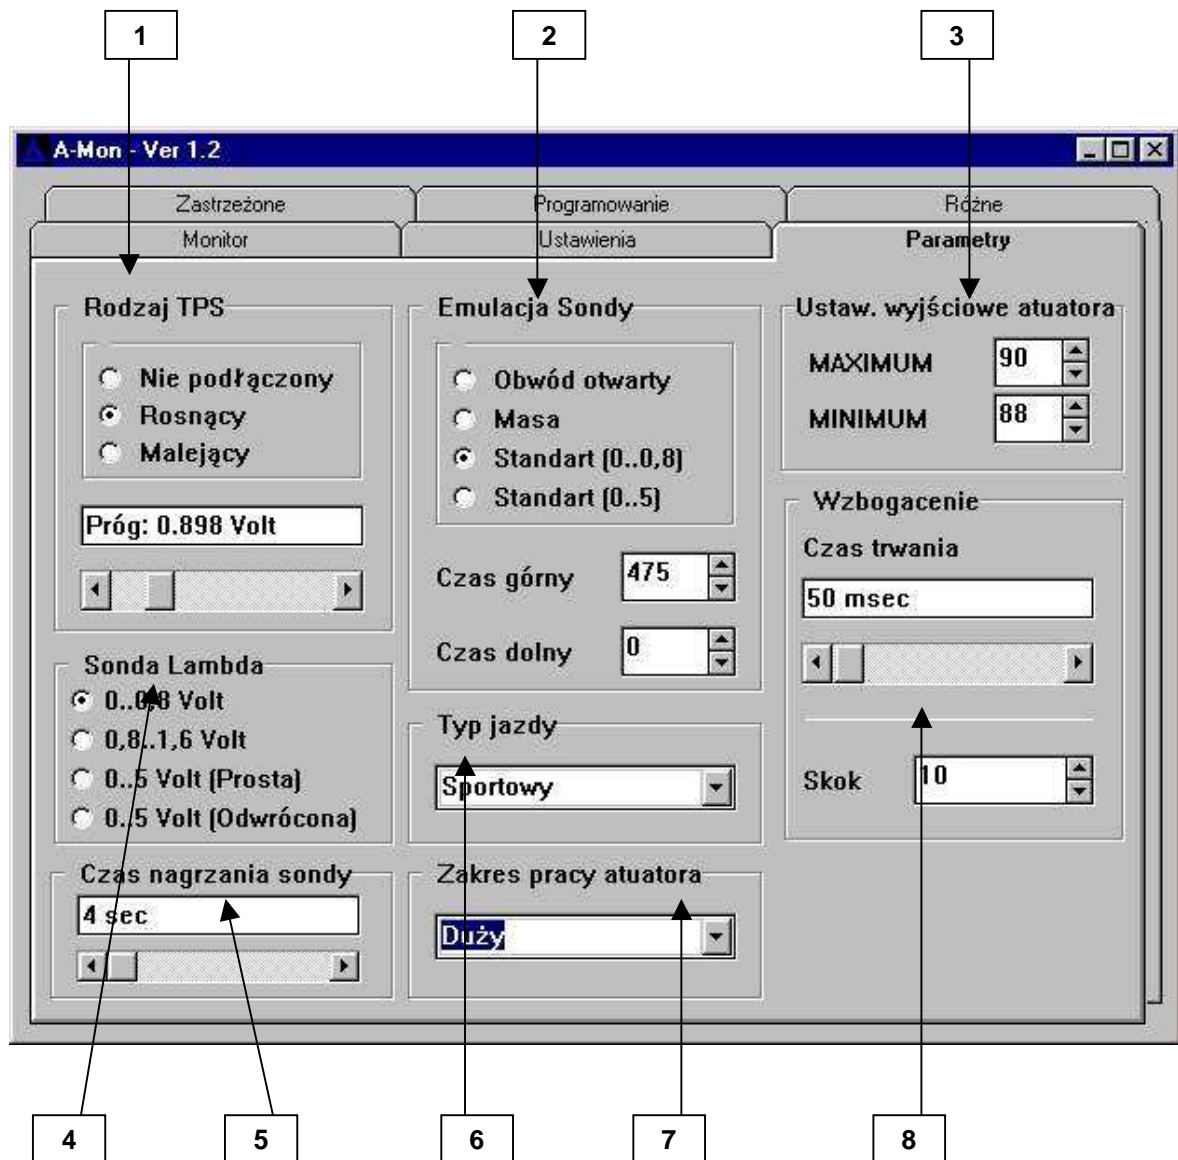 1
2
3
A-Mon - Ver 1.2
Zastrzeżone
Programowanie
Różne
Monitor
Ustawienia
Parametry
Rodzaj TPS
Nie podłączony
Rosnący
Malejący
Próg: 0.898 Volt
Sonda Lambda
0..0,8 Volt
0,8..1,6 Volt
0..5 Volt (Prosta)
0..5 Volt (Odwrócona)
Czas nagrzania sondy
4 sec
Emulacja Sondy
Obwód otwarty
Masa
Standart (0..0,8)
Standart (0..5)
Czas górny 475
Czas dolny 0
Typ jazdy
Sportowy
Zakres pracy atuatora
Duży
Ustaw. wyjściowe atuatora
MAXIMUM 90
MINIMUM 88
Wzbogacenie
Czas trwania
50 msec
Skok 10
4
5
6
7
8